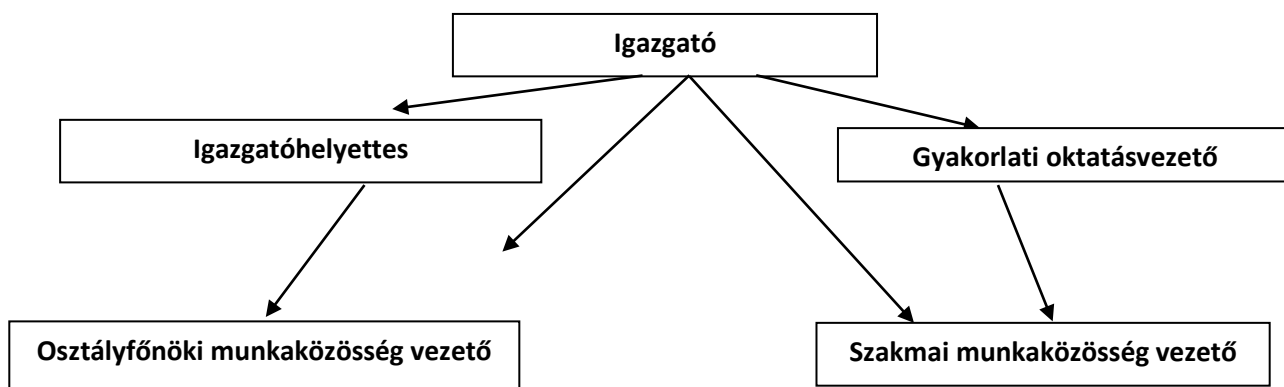 Igazgató
Igazgatóhelyettes
Gyakorlati oktatásvezető
Osztályfőnöki munkaközösség vezető
Szakmai munkaközösség vezető